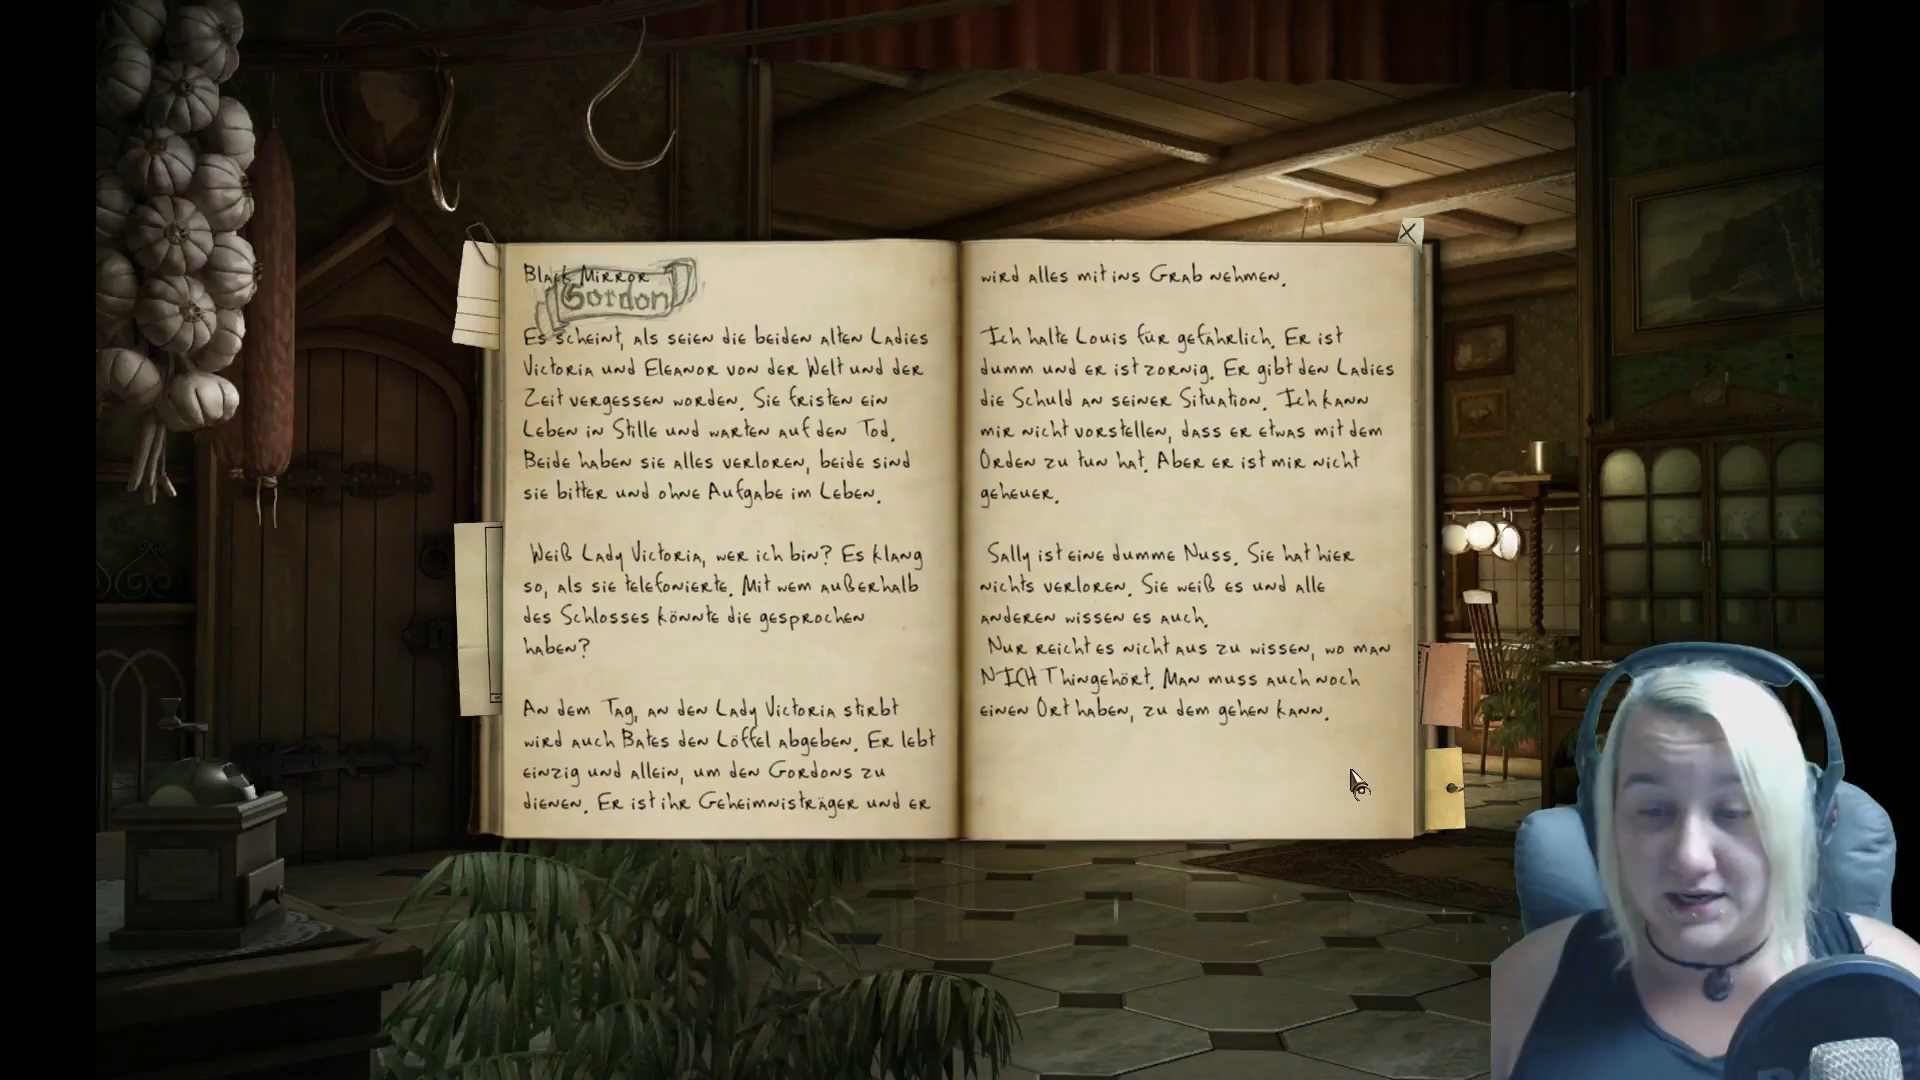 Black Mirror
Gordon
Es scheint, als seien die beiden alten Ladies
Victoria und Eleanor von der Welt und der
Zeit vergessen worden. Sie fristen ein
Leben in Stille und warten auf den Tod.
Beide haben sie alles verloren, beide sind
sie bitter und ohne Aufgabe im Leben.
Weiß Lady Victoria, wer ich bin? Es klang
so, als sie telefonierte. Mit wem außerhalb
des Schlosses könnte die gesprochen
haben?
An dem Tag, an den Lady Victoria stirbt
wird auch Bates den Löffel abgeben. Er lebt
einzig und allein, um den Gordons zu
dienen. Er ist ihr Geheimnisträger und er
wird alles mit ins Grab nehmen.
Ich halte Louis für gefährlich. Er ist
dumm und er ist zornig. Er gibt den Ladies
die Schuld an seiner Situation. Ich kann
mir nicht vorstellen, dass er etwas mit dem
Orden zu tun hat. Aber er ist mir nicht
geheuer.
Sally ist eine dumme Nuss. Sie hat hier
nichts verloren. Sie weiß es und alle
anderen wissen es auch.
Nur reicht es nicht aus zu wissen, wo man
NICHT hingehört. Man muss auch noch
einen Ort haben, zu dem gehen kann.